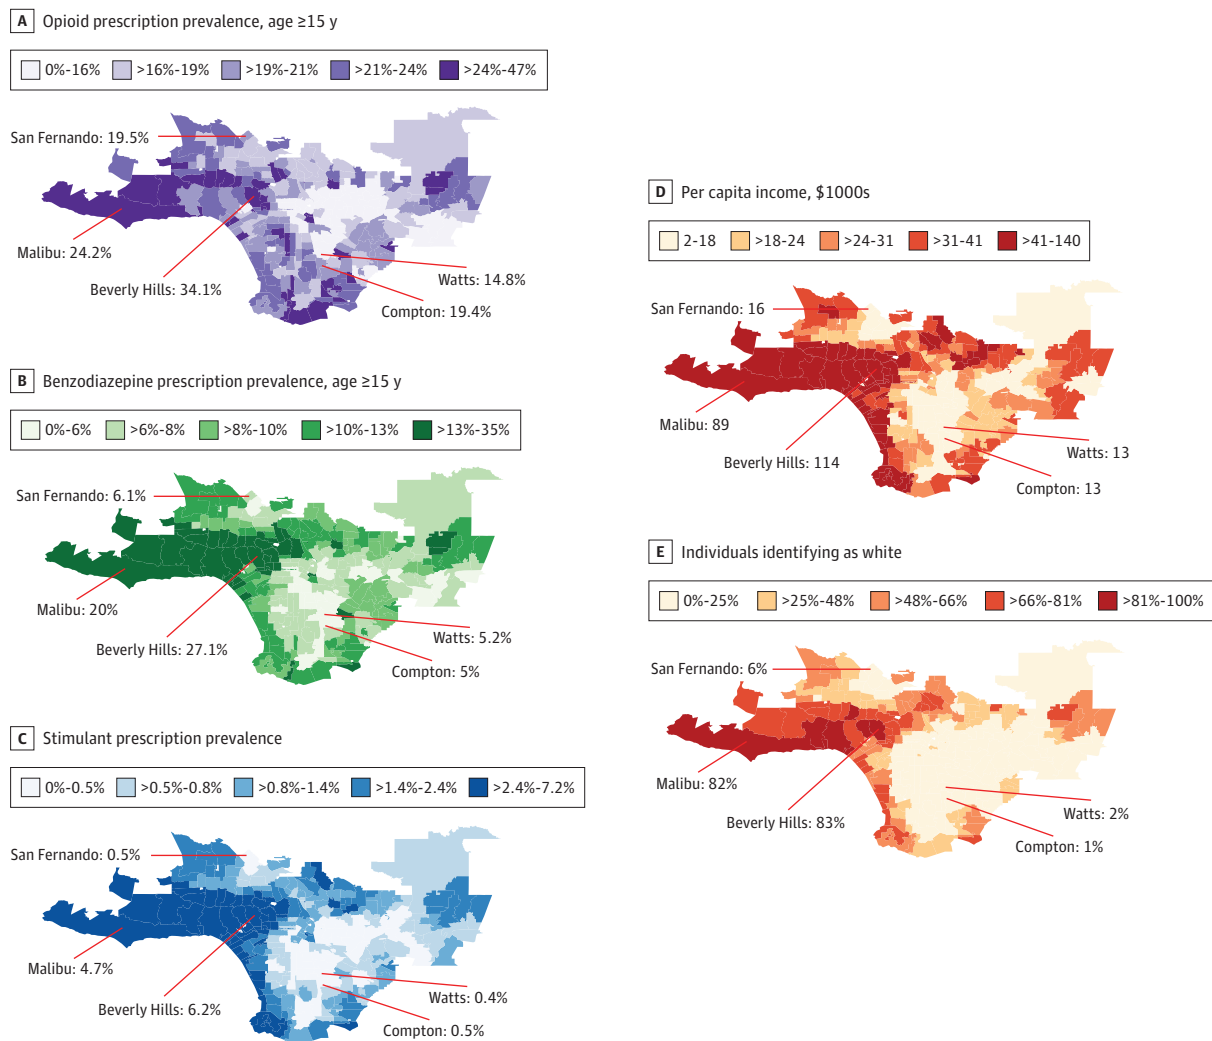 A Opioid prescription prevalence, age ≥15 y
0%-16% >16%-19% >19%-21% >21%-24% >24%-47%
San Fernando: 19.5%
Malibu: 24.2%
Beverly Hills: 34.1%
Watts: 14.8%
Compton: 19.4%
B Benzodiazepine prescription prevalence, age ≥15 y
0%-6% >6%-8% >8%-10% >10%-13% >13%-35%
San Fernando: 6.1%
Malibu: 20%
Beverly Hills: 27.1%
Watts: 5.2%
Compton: 5%
C Stimulant prescription prevalence
0%-0.5% >0.5%-0.8% >0.8%-1.4% >1.4%-2.4% >2.4%-7.2%
San Fernando: 0.5%
Malibu: 4.7%
Beverly Hills: 6.2%
Watts: 0.4%
Compton: 0.5%
D Per capita income, $1000s
2-18 >18-24 >24-31 >31-41 >41-140
San Fernando: 16
Malibu: 89
Beverly Hills: 114
Watts: 13
Compton: 13
E Individuals identifying as white
0%-25% >25%-48% >48%-66% >66%-81% >81%-100%
San Fernando: 6%
Malibu: 82%
Beverly Hills: 83%
Watts: 2%
Compton: 1%